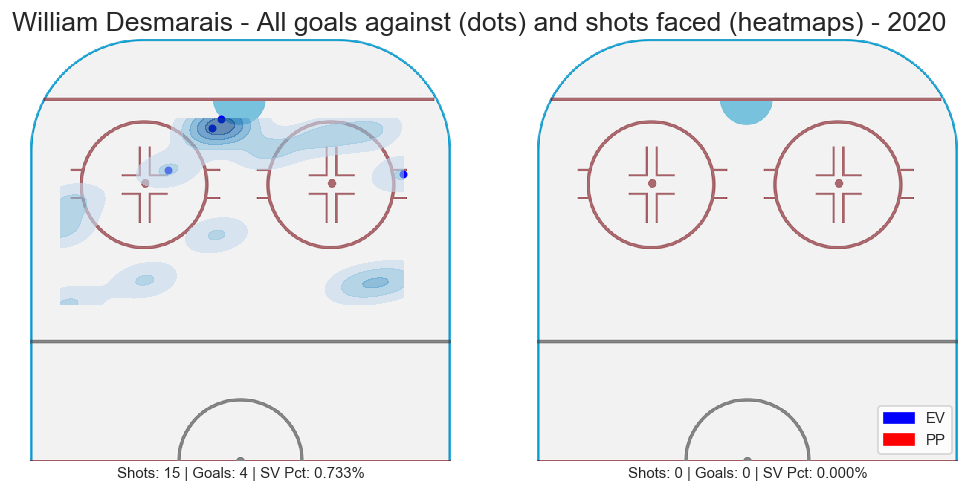 William Desmarais - All goals against (dots) and shots faced (heatmaps) - 2020
EV
PP
Shots: 15 | Goals: 4 | SV Pct: 0.733%
Shots: 0 | Goals: 0 | SV Pct: 0.000%